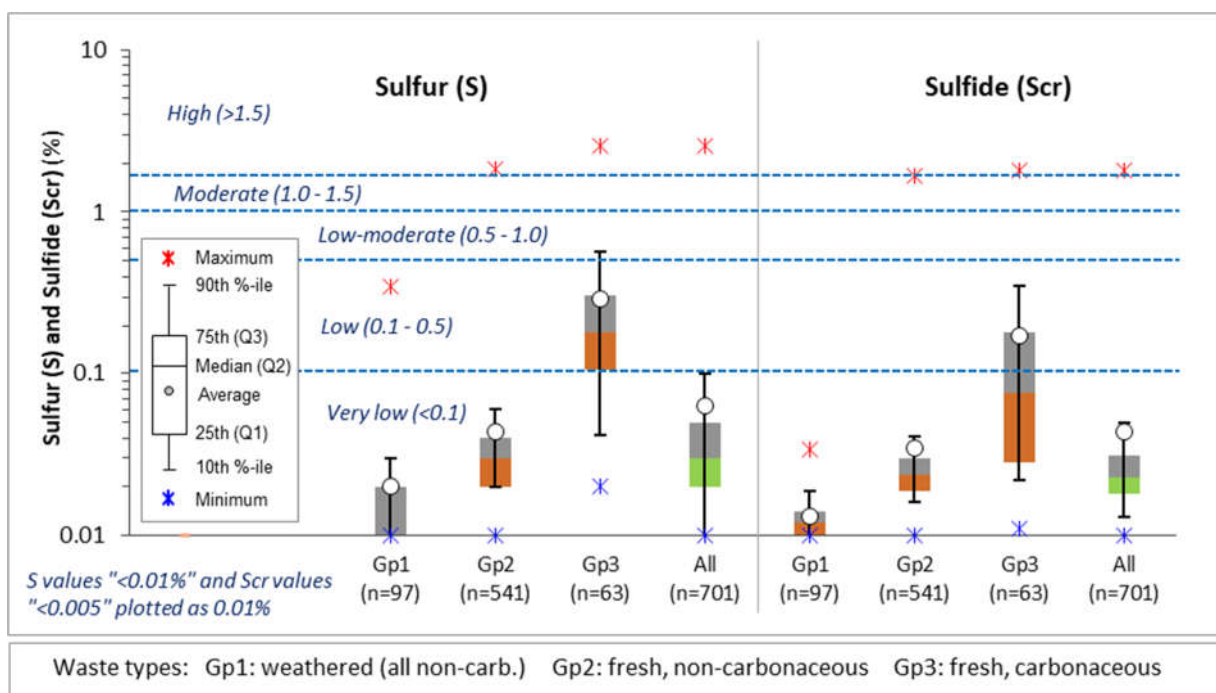 Sulfur (S) and Sulfide (Scr) (%)
10
1
0.1
0.01
Sulfur (S)
Sulfide (Scr)
High (>1.5)
Moderate (1.0 - 1.5)
Low-moderate (0.5 - 1.0)
Low (0.1 - 0.5)
Very low (<0.1)
Maximum
90th %-ile
75th (Q3)
Median (Q2)
Average
25th (Q1)
10th %-ile
Minimum
S values "<0.01%" and Scr values
"<0.005" plotted as 0.01%
Gp1 Gp2 Gp3 All Gp1 Gp2 Gp3 All
(n=97) (n=541) (n=63) (n=701) (n=97) (n=541) (n=63) (n=701)
Waste types: Gp1: weathered (all non-carb.) Gp2: fresh, non-carbonaceous Gp3: fresh, carbonaceous